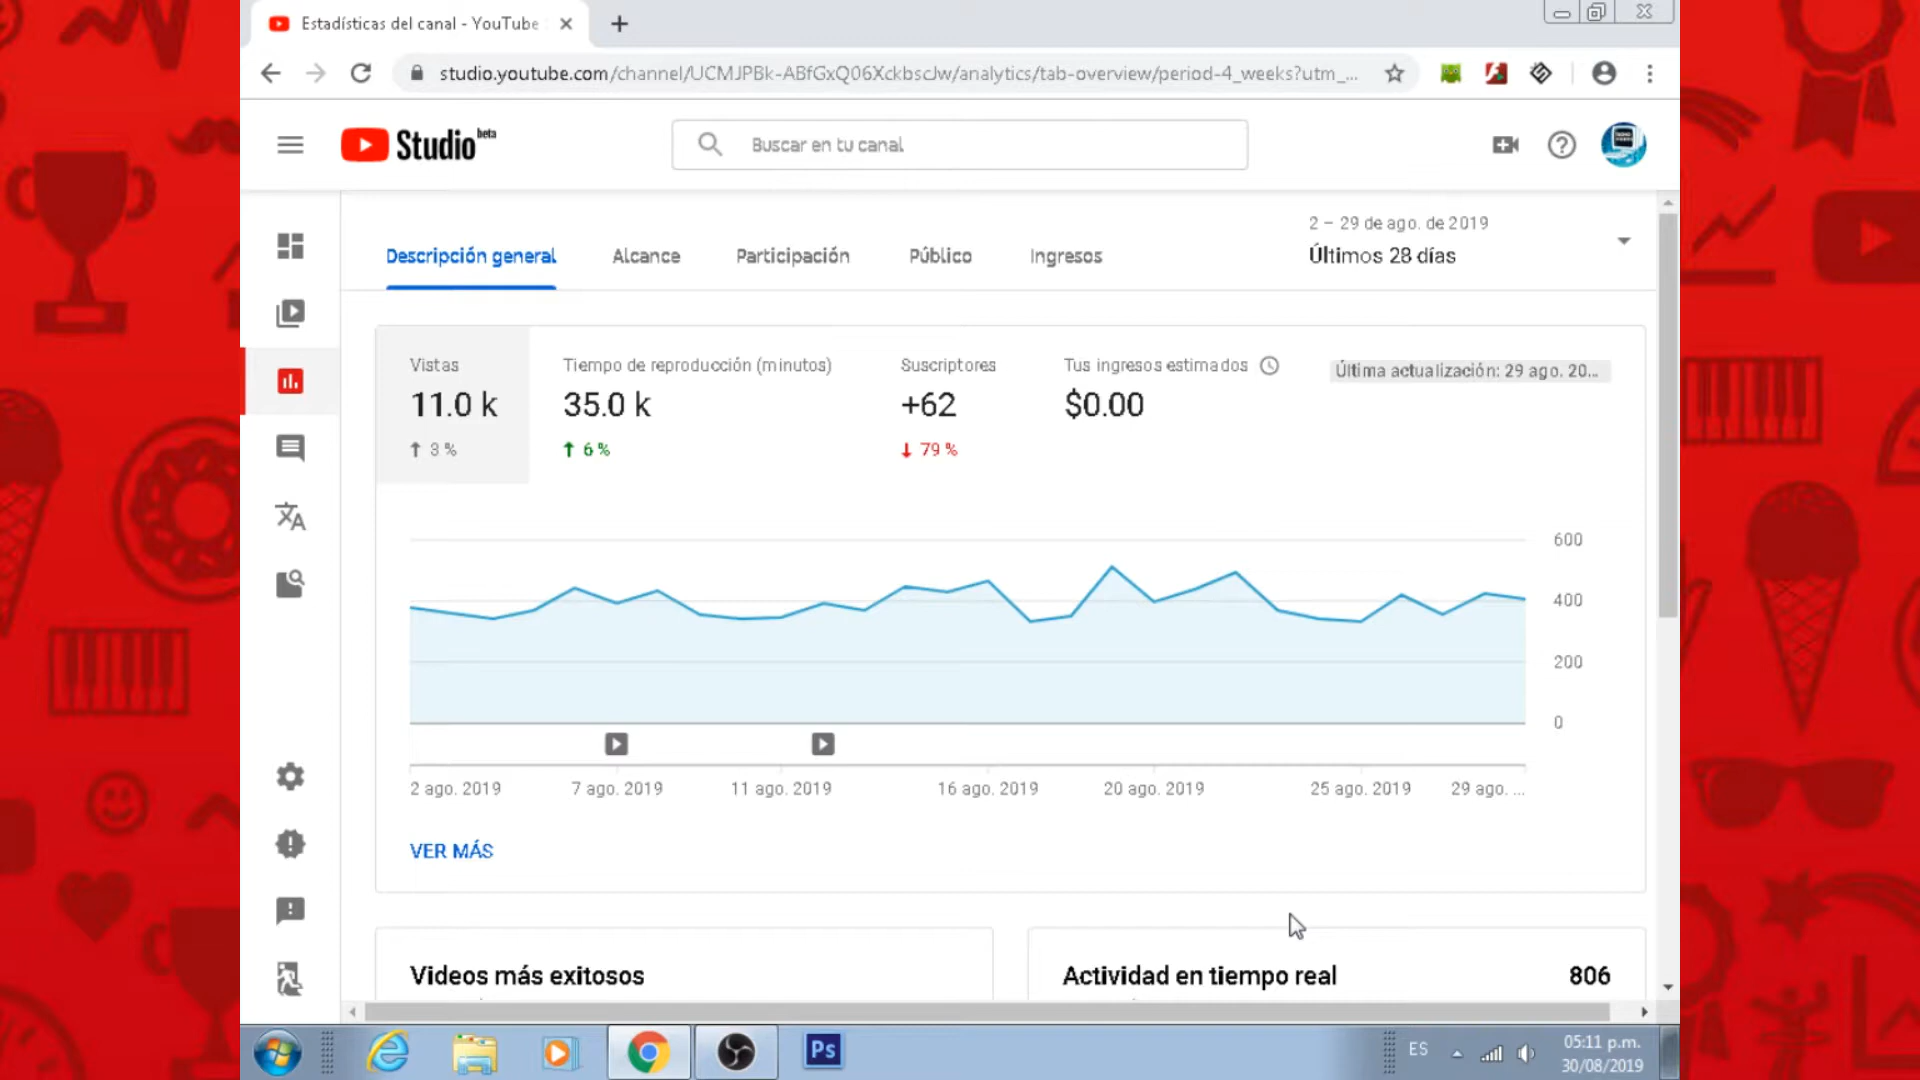 Estadísticas del canal - YouTube
studio.youtube.com/channel/UCMJPBk-ABfGxQ06XckbscJw/analytics/tab-overview/period-4_weeks?utm_...
Studio beta
Buscar en tu canal
2 – 29 de ago. de 2019
Últimos 28 días
Descripción general
Alcance
Participación
Público
Ingresos
Vistas
11.0 k
3 %
Tiempo de reproducción (minutos)
35.0 k
6 %
Suscriptores
+62
79 %
Tus ingresos estimados
$0.00
Última actualización: 29 ago. 20...
600
400
200
0
2 ago. 2019
7 ago. 2019
11 ago. 2019
16 ago. 2019
20 ago. 2019
25 ago. 2019
29 ago. ...
VER MÁS
Videos más exitosos
Actividad en tiempo real
806
Ps
ES
05:11 p.m.
30/08/2019